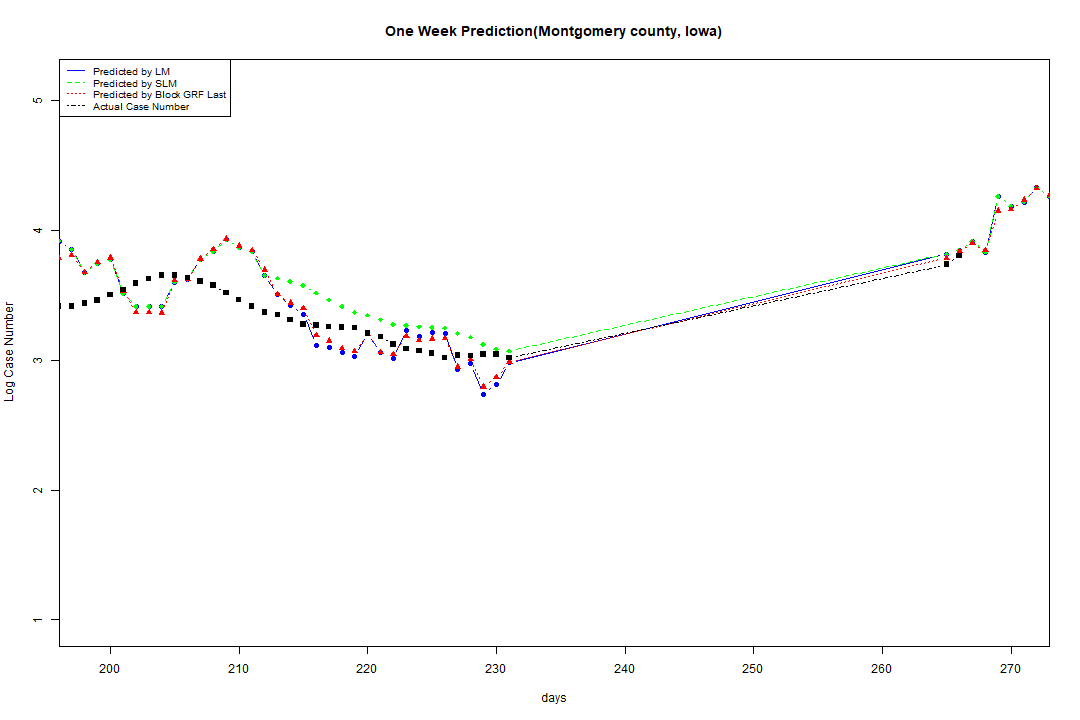 One Week Prediction(Montgomery county, Iowa)
Predicted by LM
Predicted by SLM
Predicted by Block GRF Last
Actual Case Number
5
4
3
2
1
Log Case Number
200 210 220 230 240 250 260 270
days